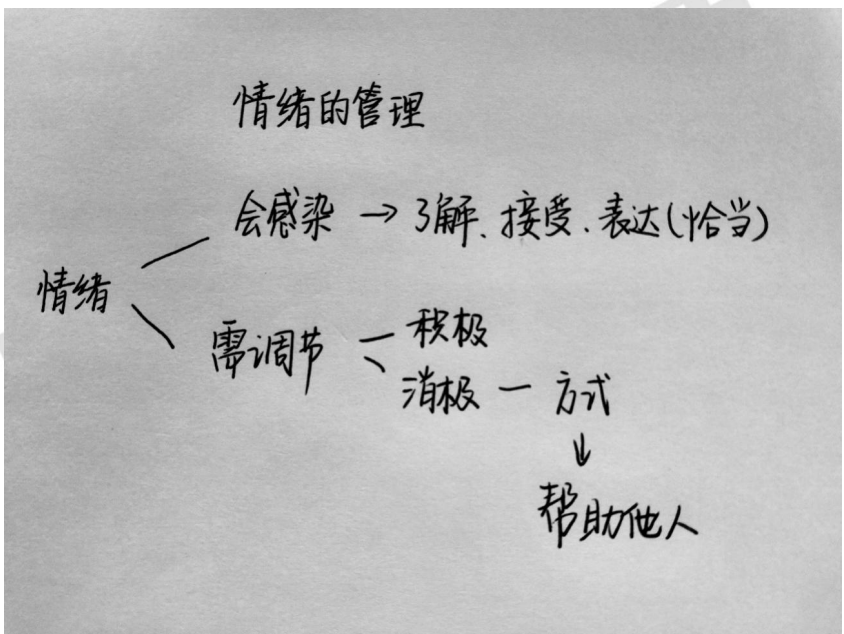 情绪的管理
会感染 → 了解、接受、表达(恰当)
情绪
需调节
积极
消极 — 方式
↓
帮助他人